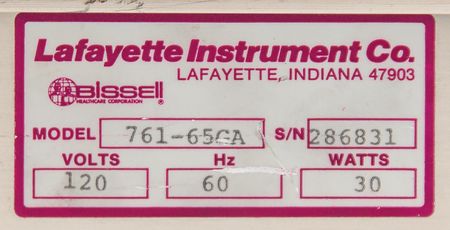 Lafayette Instrument Co.
LAFAYETTE, INDIANA 47903
Bissell
HEALTHCARE CORPORATION
MODEL 761-65GA S/N 286831
VOLTS Hz WATTS
120 60 30